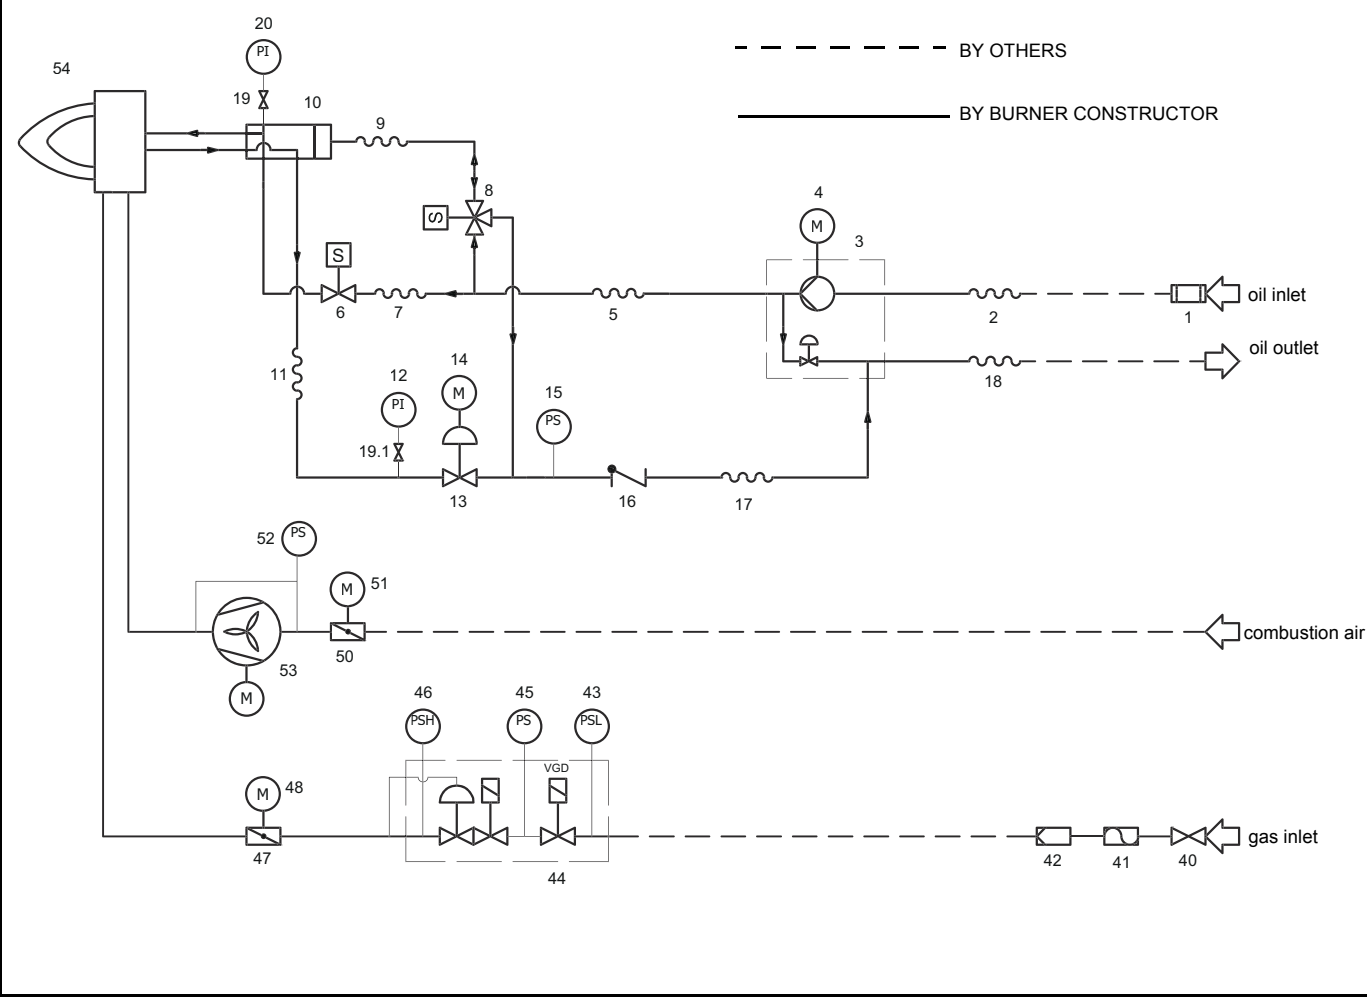 20
PI
BY OTHERS
54
19
10
BY BURNER CONSTRUCTOR
9
8
S
4
M
3
S
6
7
5
2
1
oil inlet
oil outlet
18
11
12
14
PI
M
15
PS
19.1
13
16
17
52
PS
51
M
50
53
M
combustion air
46
45
43
PSH
PS
PSL
VGD
48
M
47
44
42
41
40
gas inlet